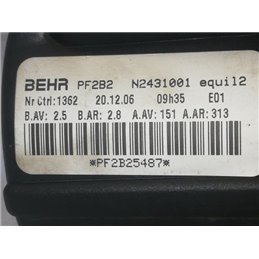 BEHR PF2B2 N2431001 equil2
Nr Ctrl:1362 20.12.06 09h35 E01
B.AV: 2.5 B.AR: 2.8 A.AV: 151 A.AR: 313
*PF2B25487*